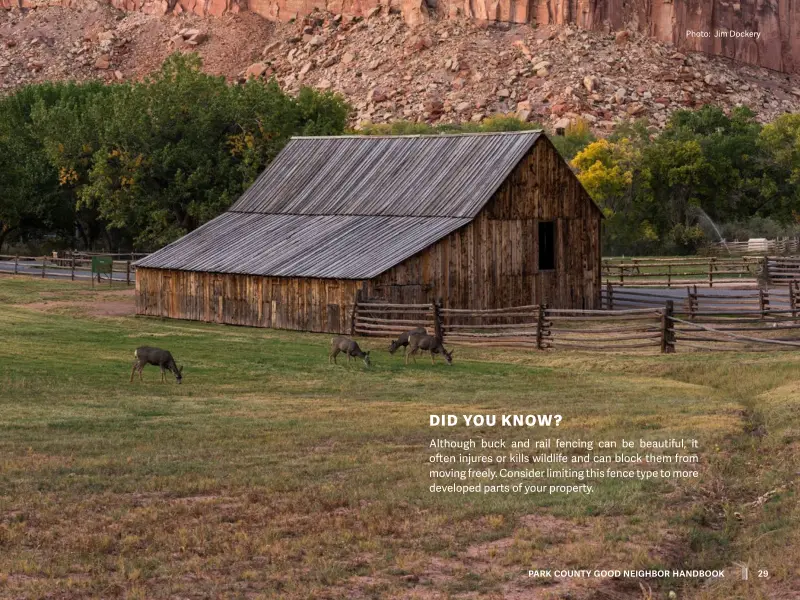 Photo: Jim Dockery
DID YOU KNOW?
Although buck and rail fencing can be beautiful, it
often injures or kills wildlife and can block them from
moving freely. Consider limiting this fence type to more
developed parts of your property.
PARK COUNTY GOOD NEIGHBOR HANDBOOK | 29